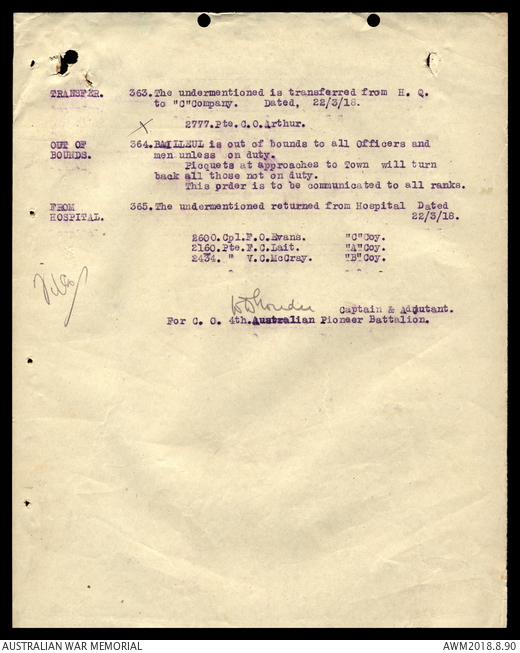 TRANSFER. 363. The undermentioned is transferred from H. Q.
to "C"Company. Dated, 22/3/18.
X 2777.Pte.C.O.Arthur.
OUT OF 364. BAILLEUL is out of bounds to all Officers and
BOUNDS. men unless on duty.
Picquets at approaches to Town will turn
back all those not on duty.
This order is to be communicated to all ranks.
FROM 365. The undermentioned returned from Hospital Dated
HOSPITAL. 22/3/18.
2600.Cpl.F.O.Evans. "C"Coy.
2160.Pte.F.C.Lait. "A"Coy.
2434. " V.C.McCray. "B"Coy.
Captain & Adjutant.
For C. O. 4th.Australian Pioneer Battalion.
AUSTRALIAN WAR MEMORIAL AWM2018.8.90